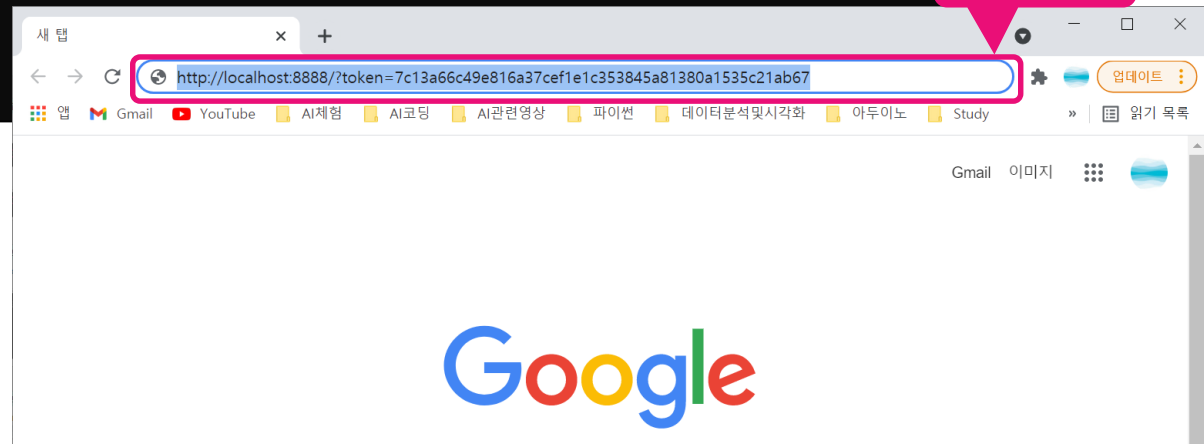 새 탭
http://localhost:8888/?token=7c13a66c49e816a37cef1e1c353845a81380a1535c21ab67
업데이트
앱 Gmail YouTube AI체험 AI코딩 AI관련영상 파이썬 데이터분석및시각화 아두이노 Study » 읽기 목록
Gmail 이미지
Google